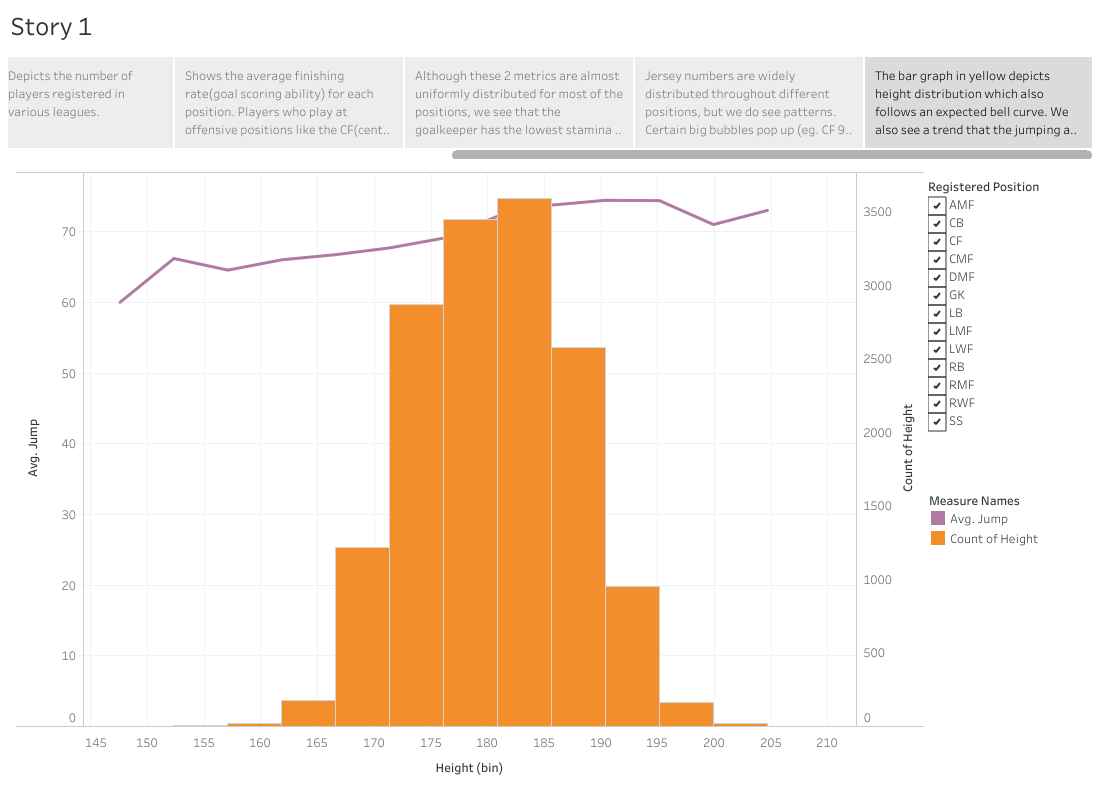 Story 1
Depicts the number of
players registered in
various leagues.
Shows the average finishing
rate(goal scoring ability) for each
position. Players who play at
offensive positions like the CF(cent..
Although these 2 metrics are almost
uniformly distributed for most of the
positions, we see that the
goalkeeper has the lowest stamina ..
Jersey numbers are widely
distributed throughout different
positions, but we do see patterns.
Certain big bubbles pop up (eg. CF 9..
The bar graph in yellow depicts
height distribution which also
follows an expected bell curve. We
also see a trend that the jumping a..
Avg. Jump
70
60
50
40
30
20
10
0
3500
3000
2500
2000
1500
1000
500
0
Count of Height
145 150 155 160 165 170 175 180 185 190 195 200 205 210
Height (bin)
Registered Position
AMF
CB
CF
CMF
DMF
GK
LB
LMF
LWF
RB
RMF
RWF
SS
Measure Names
Avg. Jump
Count of Height